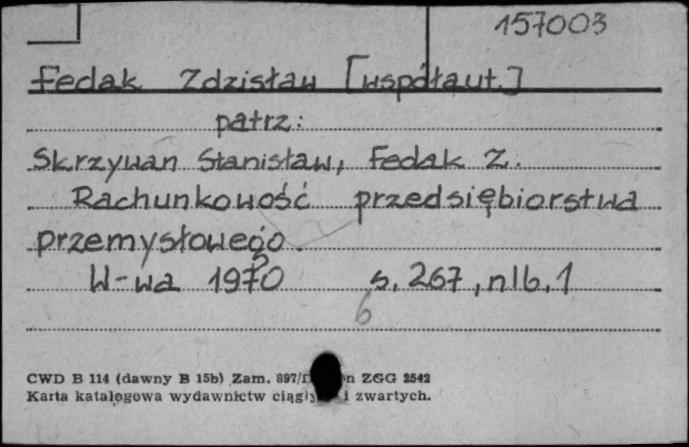 157003
Fedak Zdzisław [współaut.]
patrz:
Skrzywan Stanisław, Fedak Z.
Rachunkowość przedsiębiorstwa
przemysłowego.
W-wa 1970 s. 267, nlb. 1
6
CWD B 114 (dawny B 15b) Zam. 897/ ZGG 2542
Karta katalogowa wydawnictw i zwartych.